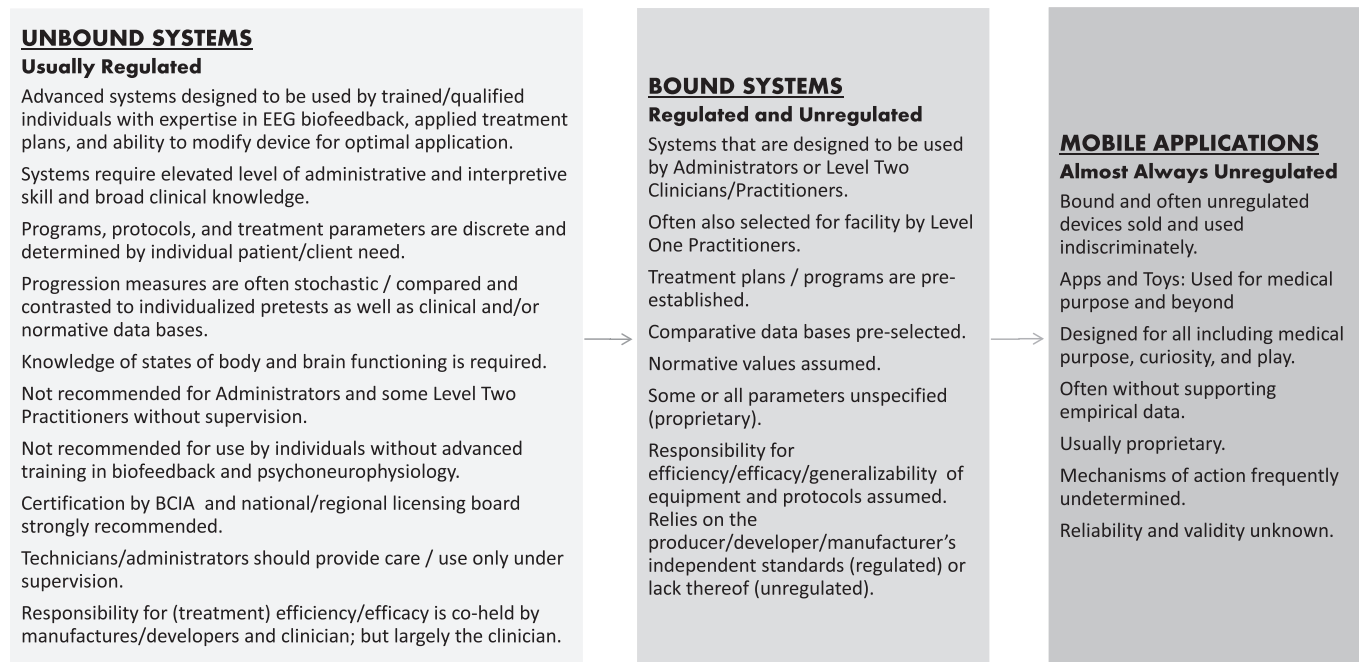 UNBOUND SYSTEMS
Usually Regulated
Advanced systems designed to be used by trained/qualified
individuals with expertise in EEG biofeedback, applied treatment
plans, and ability to modify device for optimal application.
Systems require elevated level of administrative and interpretive
skill and broad clinical knowledge.
Programs, protocols, and treatment parameters are discrete and
determined by individual patient/client need.
Progression measures are often stochastic / compared and
contrasted to individualized pretests as well as clinical and/or
normative data bases.
Knowledge of states of body and brain functioning is required.
Not recommended for Administrators and some Level Two
Practitioners without supervision.
Not recommended for use by individuals without advanced
training in biofeedback and psychoneurophysiology.
Certification by BCIA  and national/regional licensing board
strongly recommended.
Technicians/administrators should provide care / use only under
supervision.
Responsibility for (treatment) efficiency/efficacy is co-held by
manufactures/developers and clinician; but largely the clinician.
BOUND SYSTEMS
Regulated and Unregulated
Systems that are designed to be used
by Administrators or Level Two
Clinicians/Practitioners.
Often also selected for facility by Level
One Practitioners.
Treatment plans / programs are pre-
established.
Comparative data bases pre-selected.
Normative values assumed.
Some or all parameters unspecified
(proprietary).
Responsibility for
efficiency/efficacy/generalizability  of
equipment and protocols assumed.
Relies on the
producer/developer/manufacturer’s
independent standards (regulated) or
lack thereof (unregulated).
MOBILE APPLICATIONS
Almost Always Unregulated
Bound and often unregulated
devices sold and used
indiscriminately.
Apps and Toys: Used for medical
purpose and beyond
Designed for all including medical
purpose, curiosity, and play.
Often without supporting
empirical data.
Usually proprietary.
Mechanisms of action frequently
undetermined.
Reliability and validity unknown.